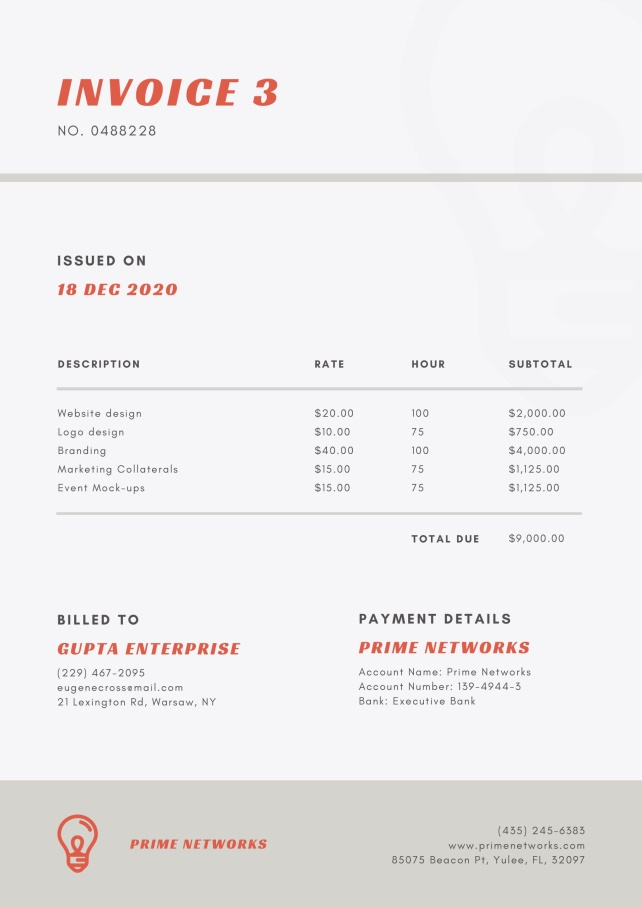 INVOICE 3
NO. 0488228
ISSUED ON
18 DEC 2020
DESCRIPTION RATE HOUR SUBTOTAL
Website design $20.00 100 $2,000.00
Logo design $10.00 75 $750.00
Branding $40.00 100 $4,000.00
Marketing Collaterals $15.00 75 $1,125.00
Event Mock-ups $15.00 75 $1,125.00
TOTAL DUE $9,000.00
BILLED TO
GUPTA ENTERPRISE
(229) 467-2095
eugenecross@mail.com
21 Lexington Rd, Warsaw, NY
PAYMENT DETAILS
PRIME NETWORKS
Account Name: Prime Networks
Account Number: 139-4944-3
Bank: Executive Bank
PRIME NETWORKS
(435) 245-6383
www.primenetworks.com
85075 Beacon Pt, Yulee, FL, 32097